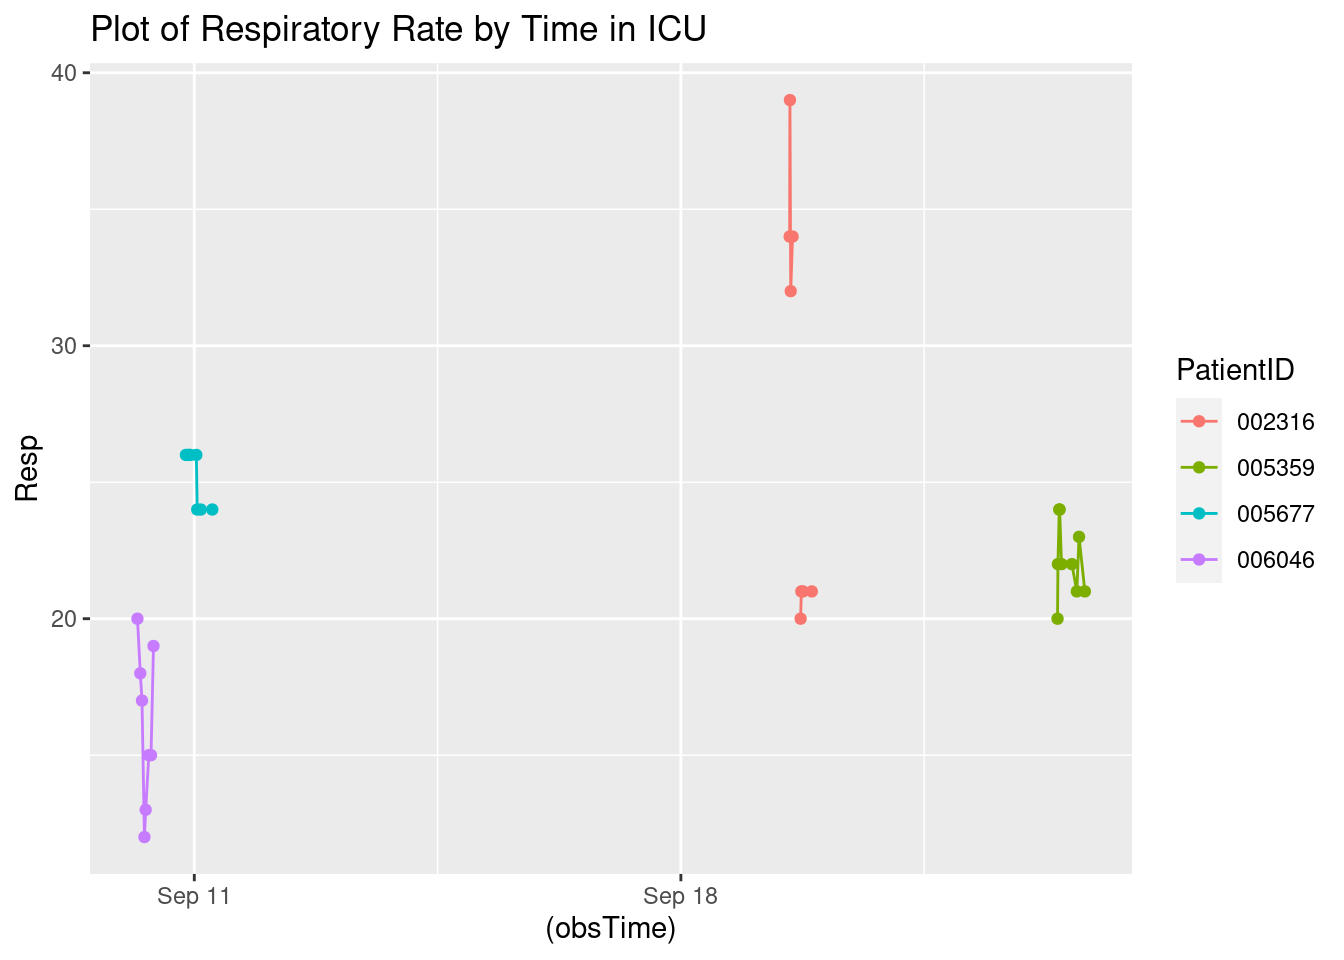 Plot of Respiratory Rate by Time in ICU
40
30
20
Resp
Sep 11
Sep 18
(obsTime)
PatientID
002316
005359
005677
006046